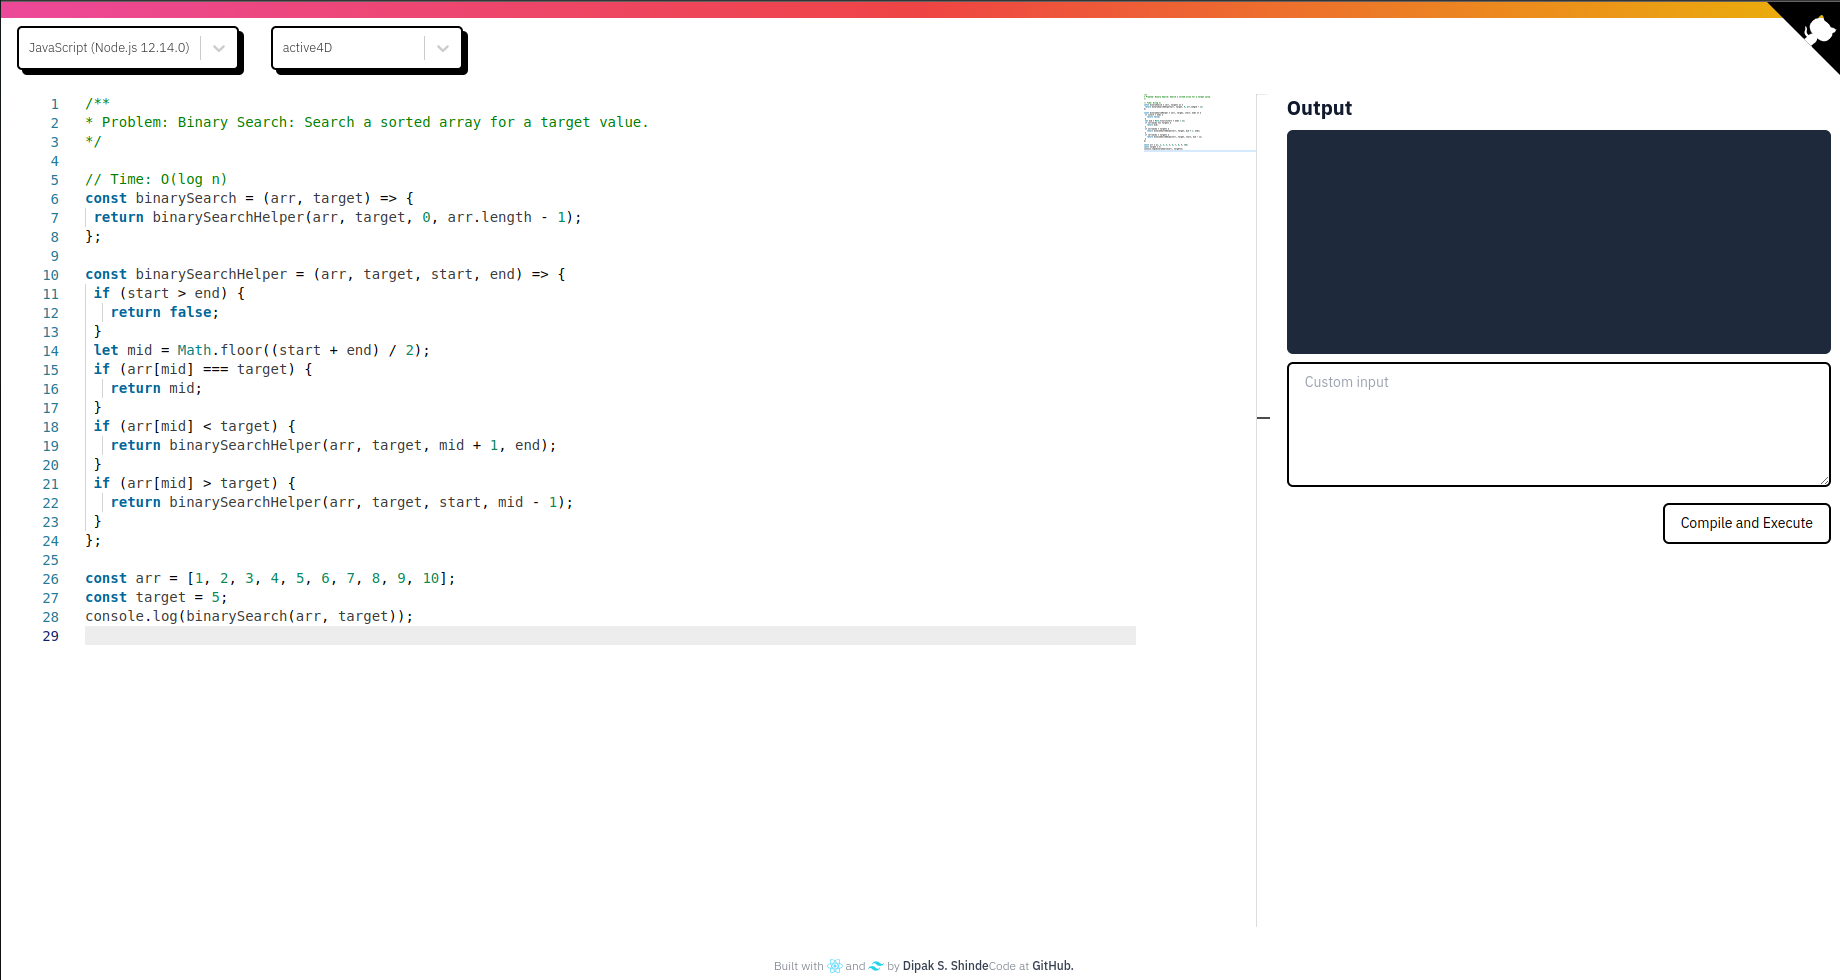 JavaScript (Node.js 12.14.0)
active4D
1 /**
2 * Problem: Binary Search: Search a sorted array for a target value.
3 */
4
5 // Time: O(log n)
6 const binarySearch = (arr, target) => {
7 return binarySearchHelper(arr, target, 0, arr.length - 1);
8 };
9
10 const binarySearchHelper = (arr, target, start, end) => {
11 if (start > end) {
12 return false;
13 }
14 let mid = Math.floor((start + end) / 2);
15 if (arr[mid] === target) {
16 return mid;
17 }
18 if (arr[mid] < target) {
19 return binarySearchHelper(arr, target, mid + 1, end);
20 }
21 if (arr[mid] > target) {
22 return binarySearchHelper(arr, target, start, mid - 1);
23 }
24 };
25
26 const arr = [1, 2, 3, 4, 5, 6, 7, 8, 9, 10];
27 const target = 5;
28 console.log(binarySearch(arr, target));
29
Output
Custom input
Compile and Execute
Built with and by Dipak S. ShindeCode at GitHub.